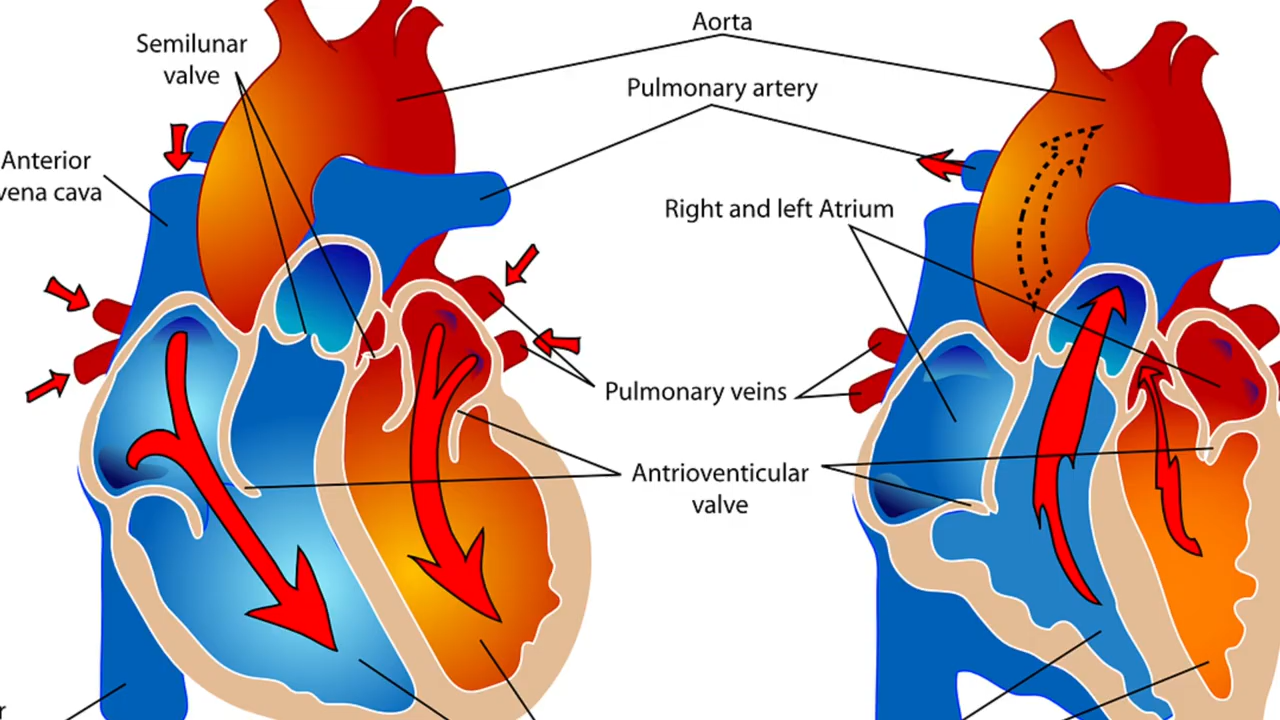 Aorta
Semilunar
valve
Pulmonary artery
Anterior
vena cava
Right and left Atrium
Pulmonary veins
Antrioventicular
valve
r